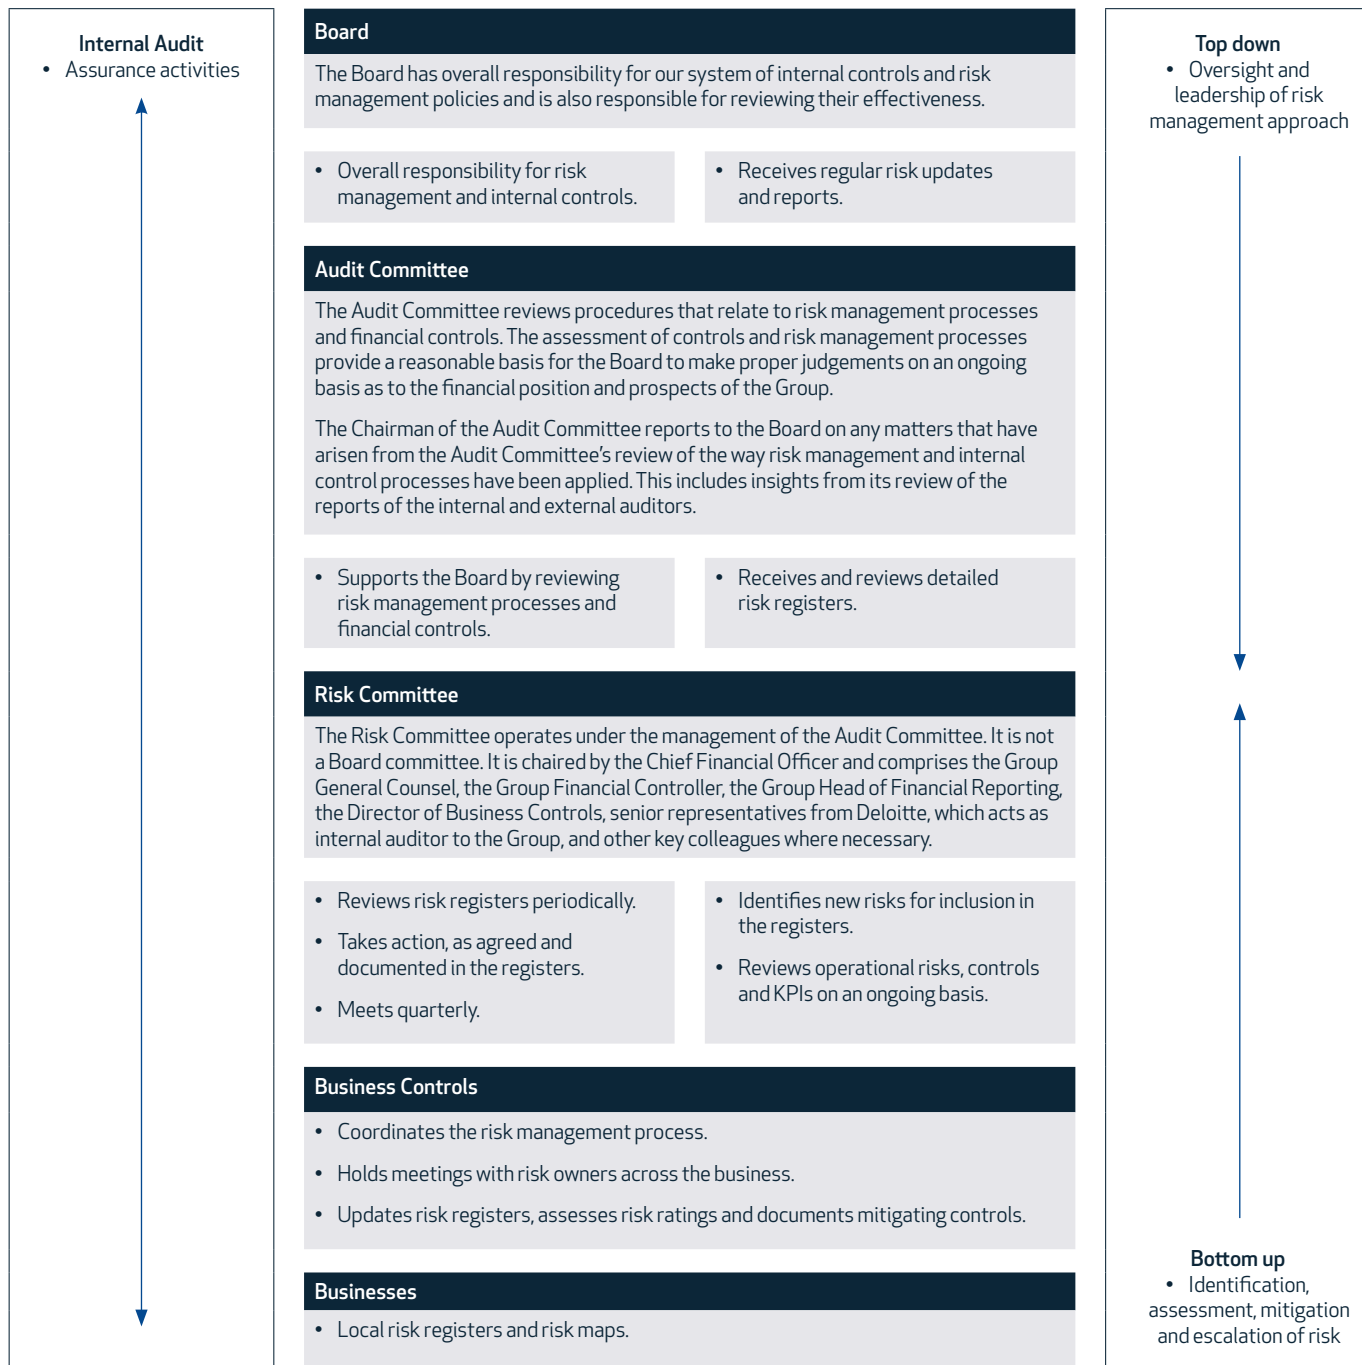 Internal Audit
• Assurance activities
Board
The Board has overall responsibility for our system of internal controls and risk
management policies and is also responsible for reviewing their effectiveness.
• Overall responsibility for risk
management and internal controls.
• Receives regular risk updates
and reports.
Audit Committee
The Audit Committee reviews procedures that relate to risk management processes
and financial controls. The assessment of controls and risk management processes
provide a reasonable basis for the Board to make proper judgements on an ongoing
basis as to the financial position and prospects of the Group.
The Chairman of the Audit Committee reports to the Board on any matters that have
arisen from the Audit Committee's review of the way risk management and internal
control processes have been applied. This includes insights from its review of the
reports of the internal and external auditors.
• Supports the Board by reviewing
risk management processes and
financial controls.
• Receives and reviews detailed
risk registers.
Risk Committee
The Risk Committee operates under the management of the Audit Committee. It is not
a Board committee. It is chaired by the Chief Financial Officer and comprises the Group
General Counsel, the Group Financial Controller, the Group Head of Financial Reporting,
the Director of Business Controls, senior representatives from Deloitte, which acts as
internal auditor to the Group, and other key colleagues where necessary.
• Reviews risk registers periodically.
• Takes action, as agreed and
documented in the registers.
• Meets quarterly.
• Identifies new risks for inclusion in
the registers.
• Reviews operational risks, controls
and KPIs on an ongoing basis.
Business Controls
• Coordinates the risk management process.
• Holds meetings with risk owners across the business.
• Updates risk registers, assesses risk ratings and documents mitigating controls.
Businesses
• Local risk registers and risk maps.
Top down
• Oversight and
leadership of risk
management approach
Bottom up
• Identification,
assessment, mitigation
and escalation of risk